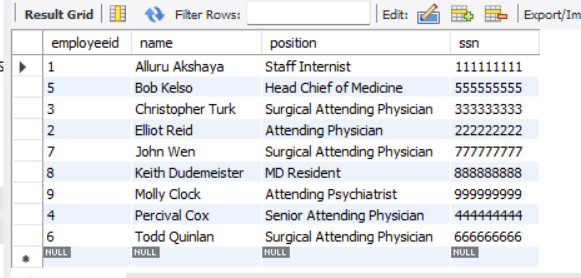 Result Grid Filter Rows: Edit: Export/Im
employeeid name position ssn
1 Alluru Akshaya Staff Internist 111111111
5 Bob Kelso Head Chief of Medicine 555555555
3 Christopher Turk Surgical Attending Physician 333333333
2 Elliot Reid Attending Physician 222222222
7 John Wen Surgical Attending Physician 777777777
8 Keith Dudemeister MD Resident 888888888
9 Molly Clock Attending Psychiatrist 999999999
4 Percival Cox Senior Attending Physician 444444444
6 Todd Quinlan Surgical Attending Physician 666666666
NULL NULL NULL NULL